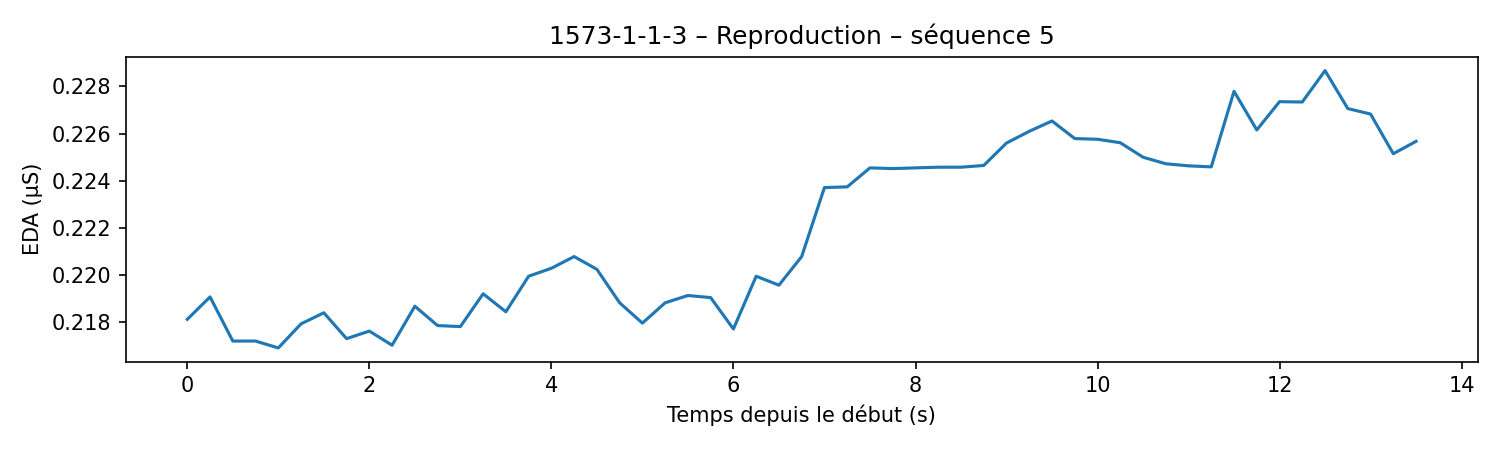 1573-1-1-3 – Reproduction – séquence 5
EDA (µS)
0.228
0.226
0.224
0.222
0.220
0.218
0 2 4 6 8 10 12 14
Temps depuis le début (s)